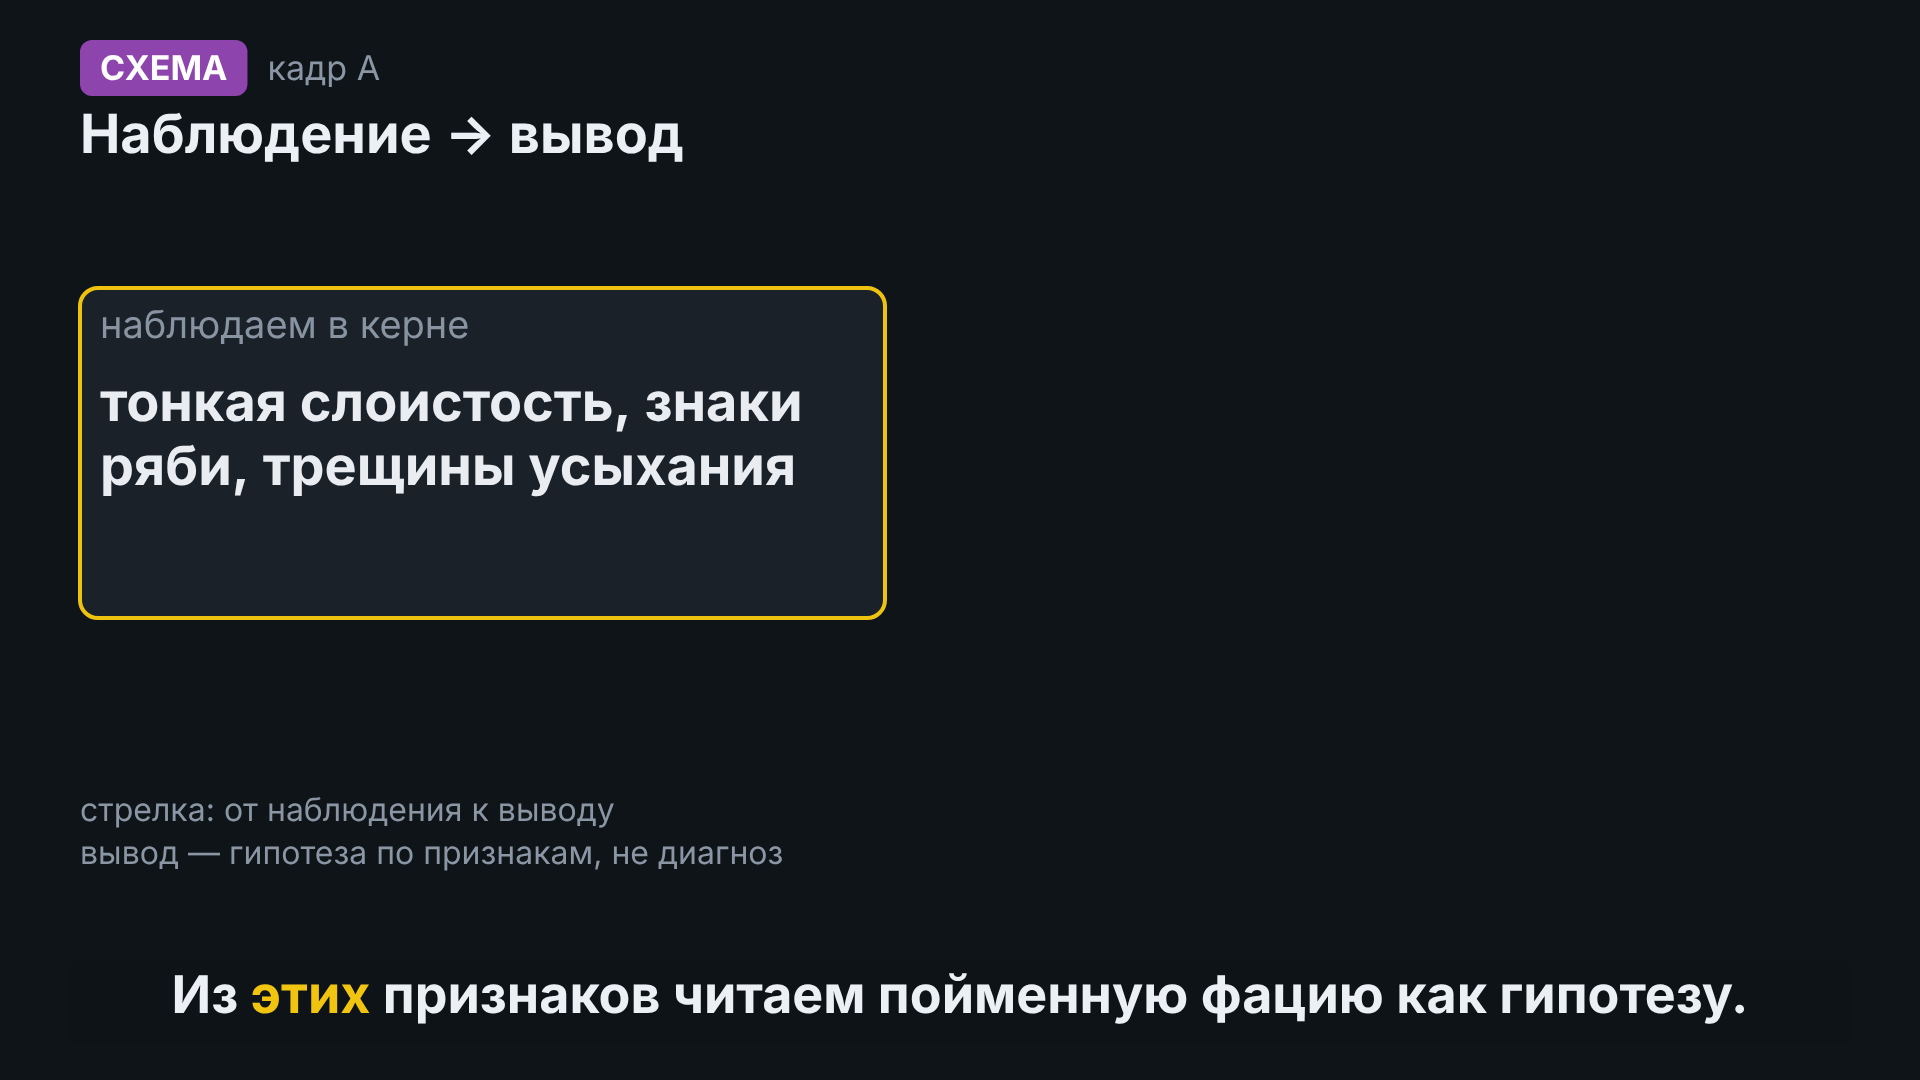 СХЕМА кадр А
Наблюдение → вывод
наблюдаем в керне
тонкая слоистость, знаки
ряби, трещины усыхания
стрелка: от наблюдения к выводу
вывод — гипотеза по признакам, не диагноз
Из этих признаков читаем пойменную фацию как гипотезу.